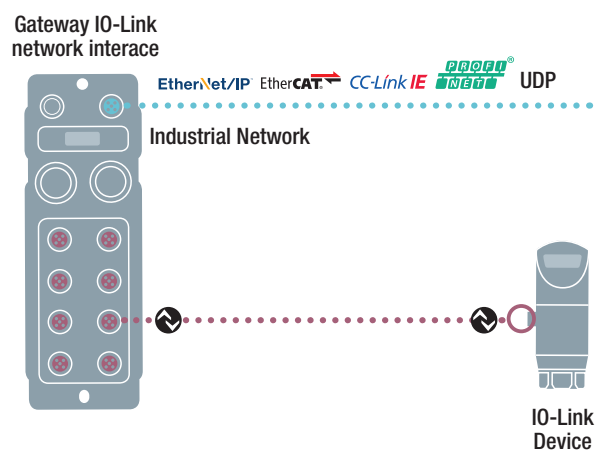 Gateway IO-Link
network interace
EtherNet/IP EtherCAT CC-Link IE PROFI NET ® UDP
Industrial Network
IO-Link
Device